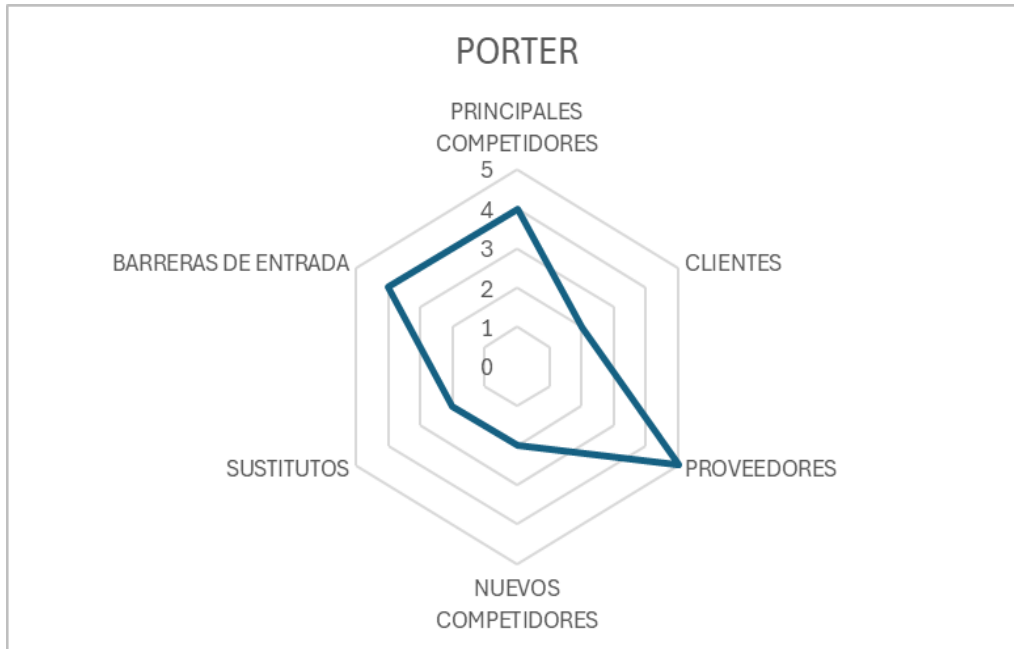 PORTER
PRINCIPALES
COMPETIDORES
5
4
3
2
1
0
CLIENTES
PROVEEDORES
NUEVOS
COMPETIDORES
SUSTITUTOS
BARRERAS DE ENTRADA